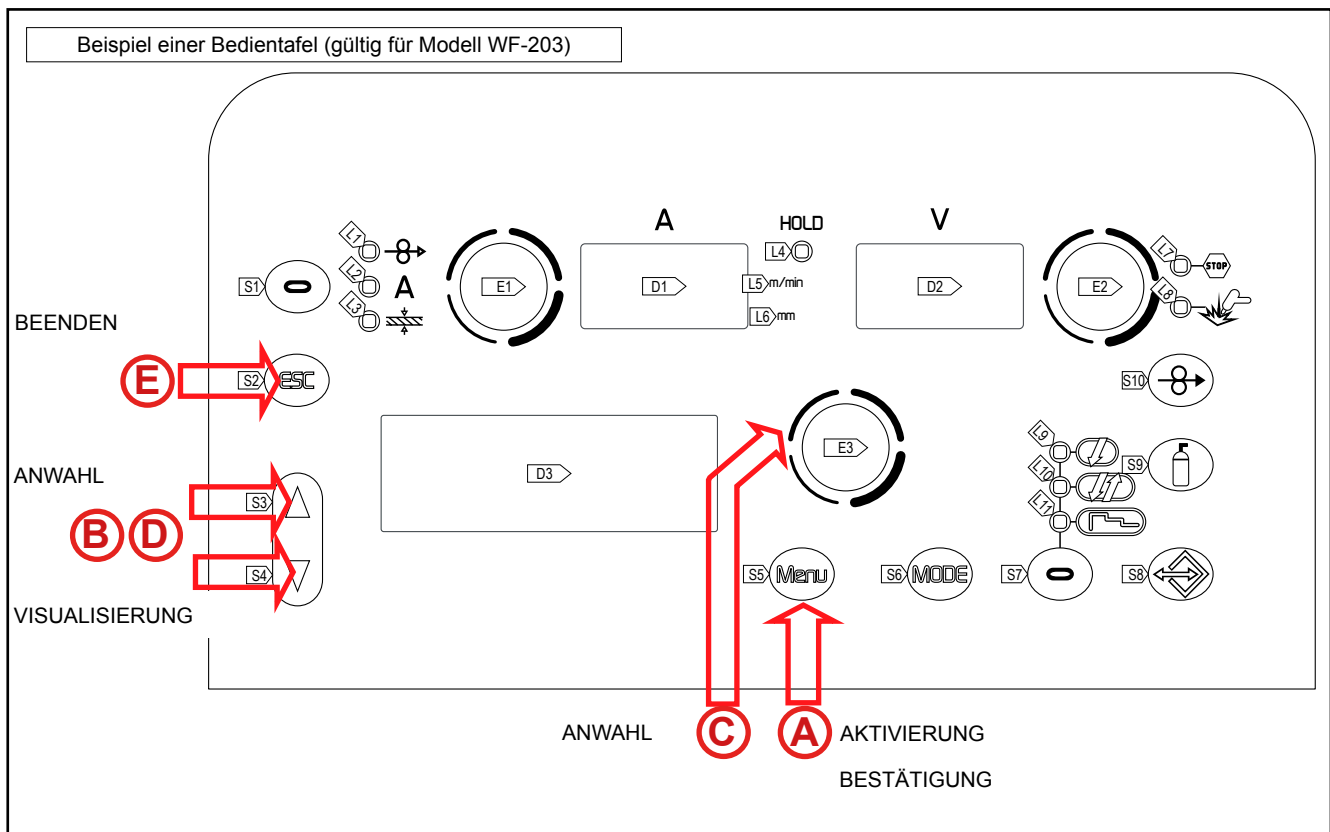 Beispiel einer Bedientafel (gültig für Modell WF-203)
A
HOLD
V
L1
L4
L7
STOP
S1
L2
A
E1
D1
L5 m/min
D2
E2
L8
L3
L6 mm
BEENDEN
E
S2
ESC
S10
L9
E3
ANWAHL
D3
L10
S9
S3
L11
B D
S4
S5
Menu
S6
MODE
S7
S8
VISUALISIERUNG
ANWAHL
C
A
AKTIVIERUNG
BESTÄTIGUNG